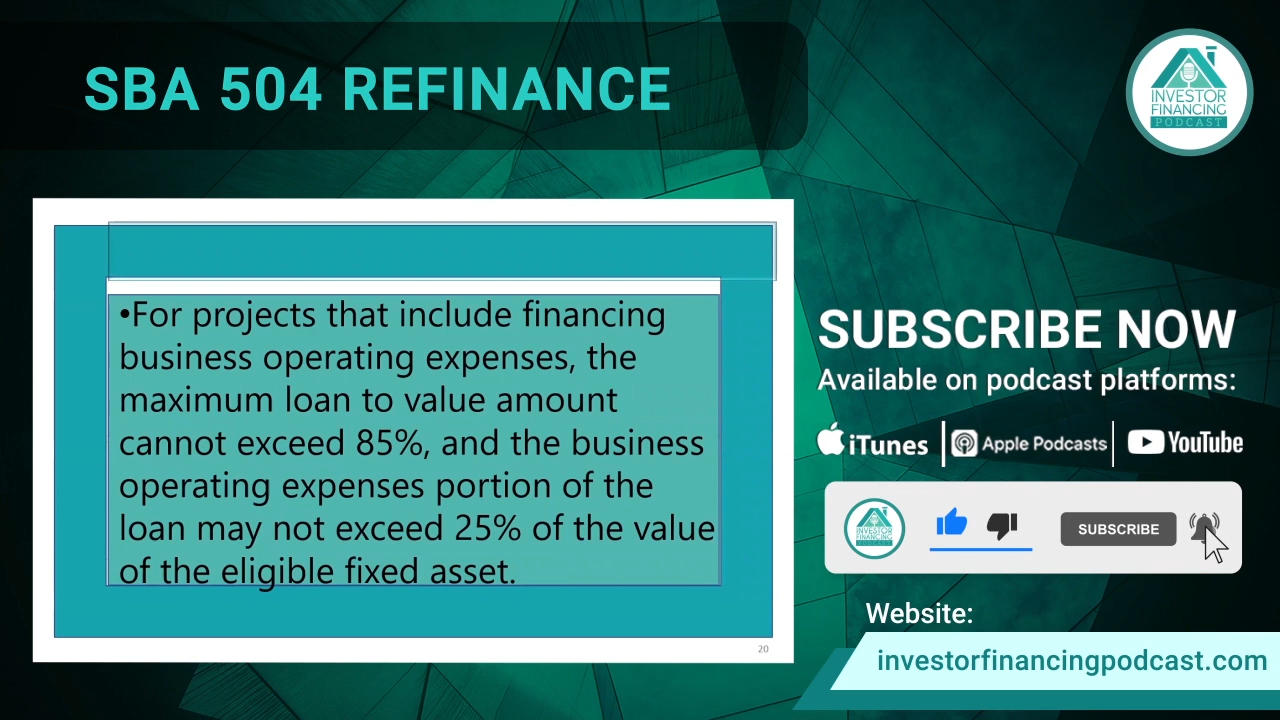 SBA 504 REFINANCE
INVESTOR
FINANCING
PODCAST
•For projects that include financing
business operating expenses, the
maximum loan to value amount
cannot exceed 85%, and the business
operating expenses portion of the
loan may not exceed 25% of the value
of the eligible fixed asset.
20
SUBSCRIBE NOW
Available on podcast platforms:
iTunes | Apple Podcasts | YouTube
INVESTOR
FINANCING
PODCAST
SUBSCRIBE
Website:
investorfinancingpodcast.com